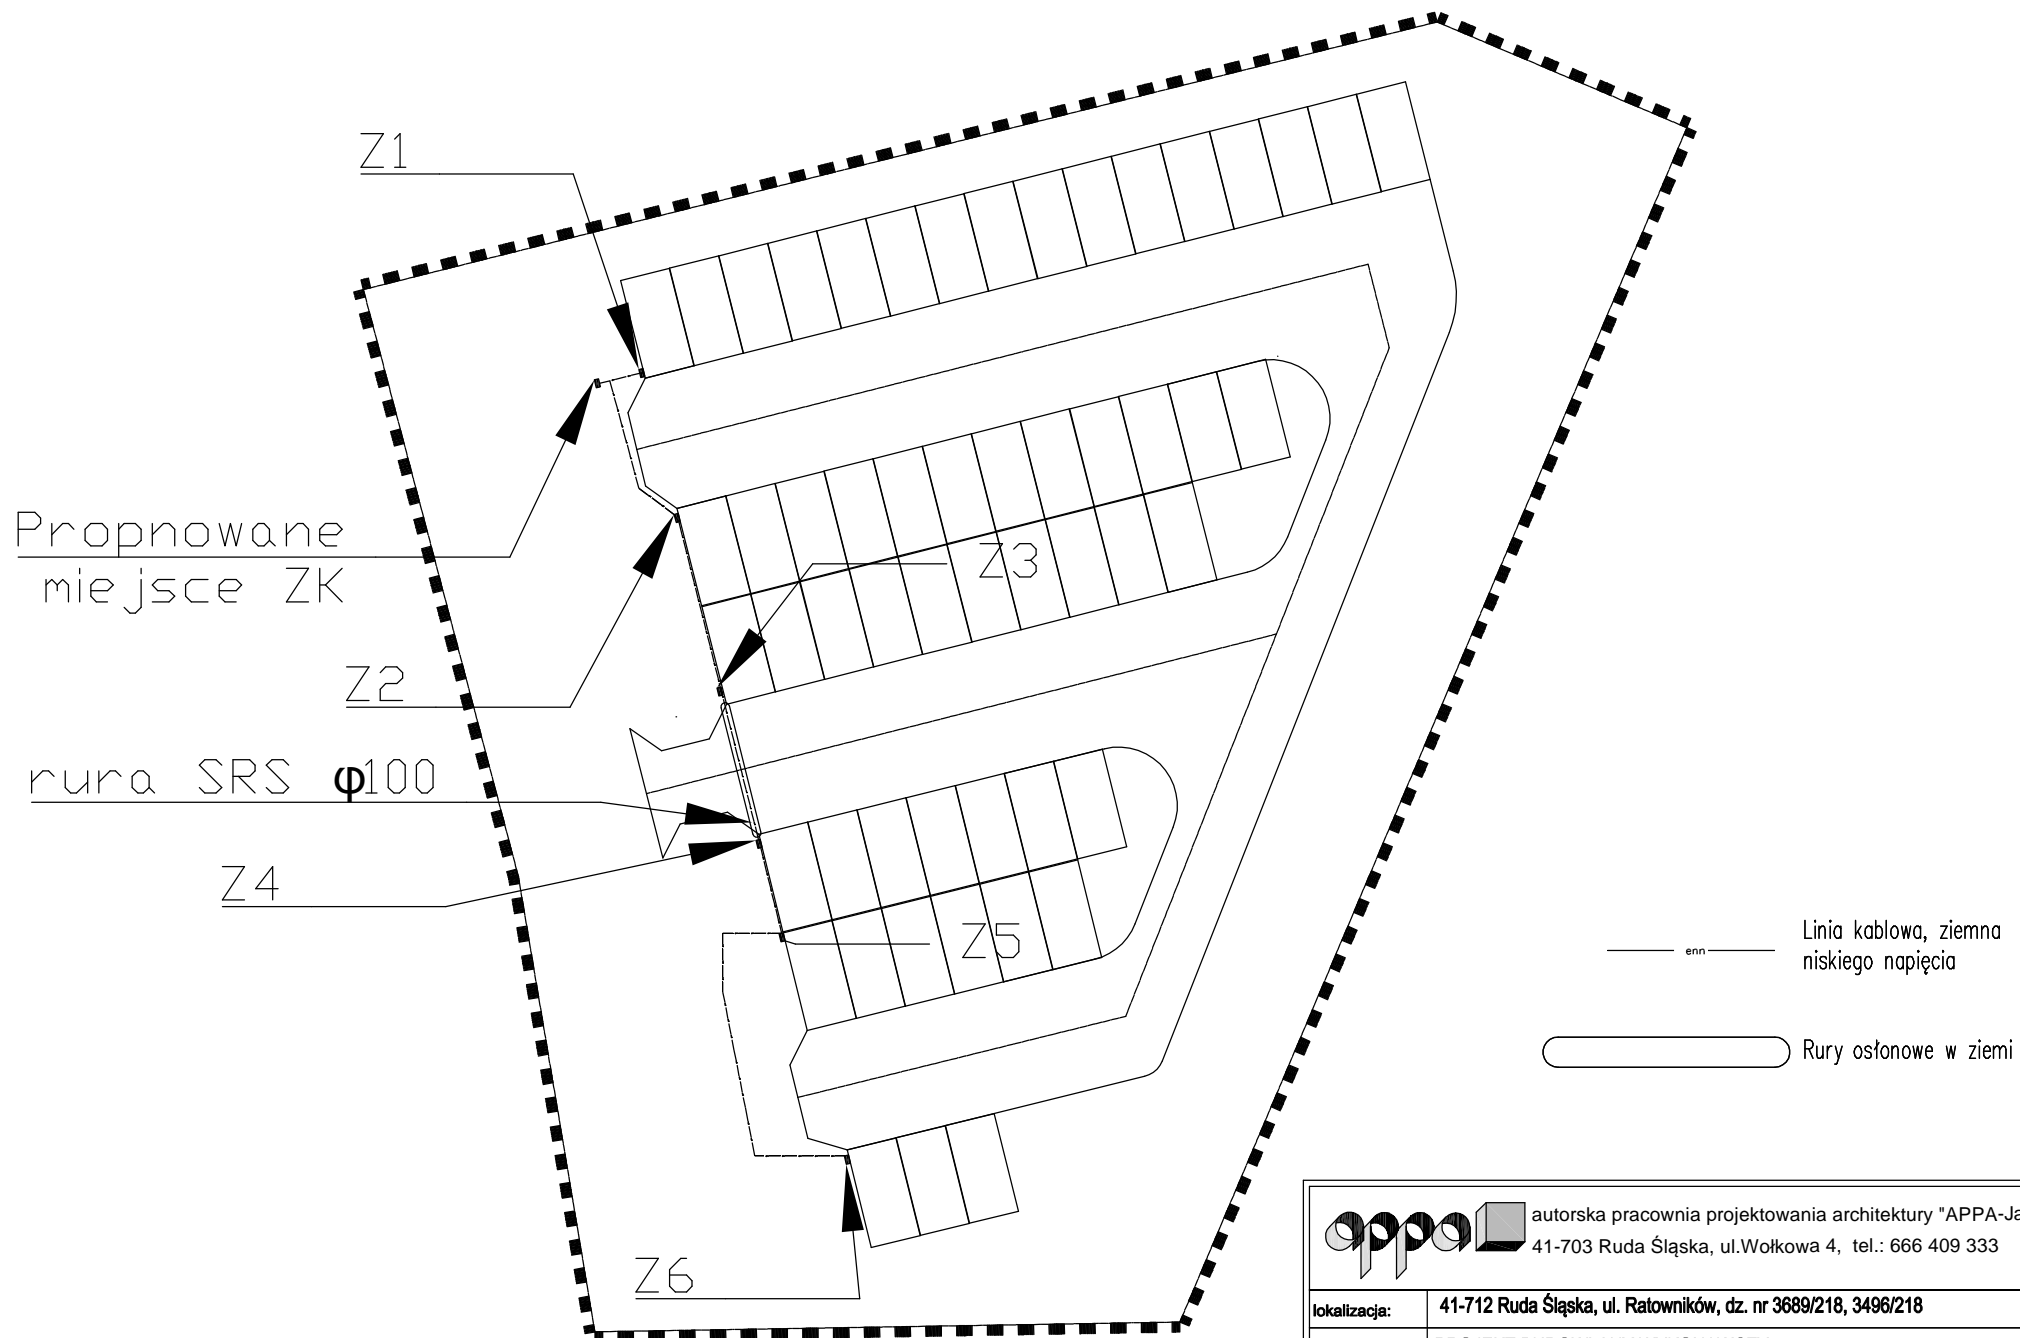 Z1
Propnowane
miejsce ZK
Z3
Z2
rura SRS φ100
Z4
Z5
Z6
enn
Linia kablowa, ziemna
niskiego napięcia
Rury osłonowe w ziemi
appa
autorska pracownia projektowania architektury "APPA-Ja
41-703 Ruda Śląska, ul.Wołkowa 4, tel.: 666 409 333
lokalizacja:
41-712 Ruda Śląska, ul. Ratowników, dz. nr 3689/218, 3496/218